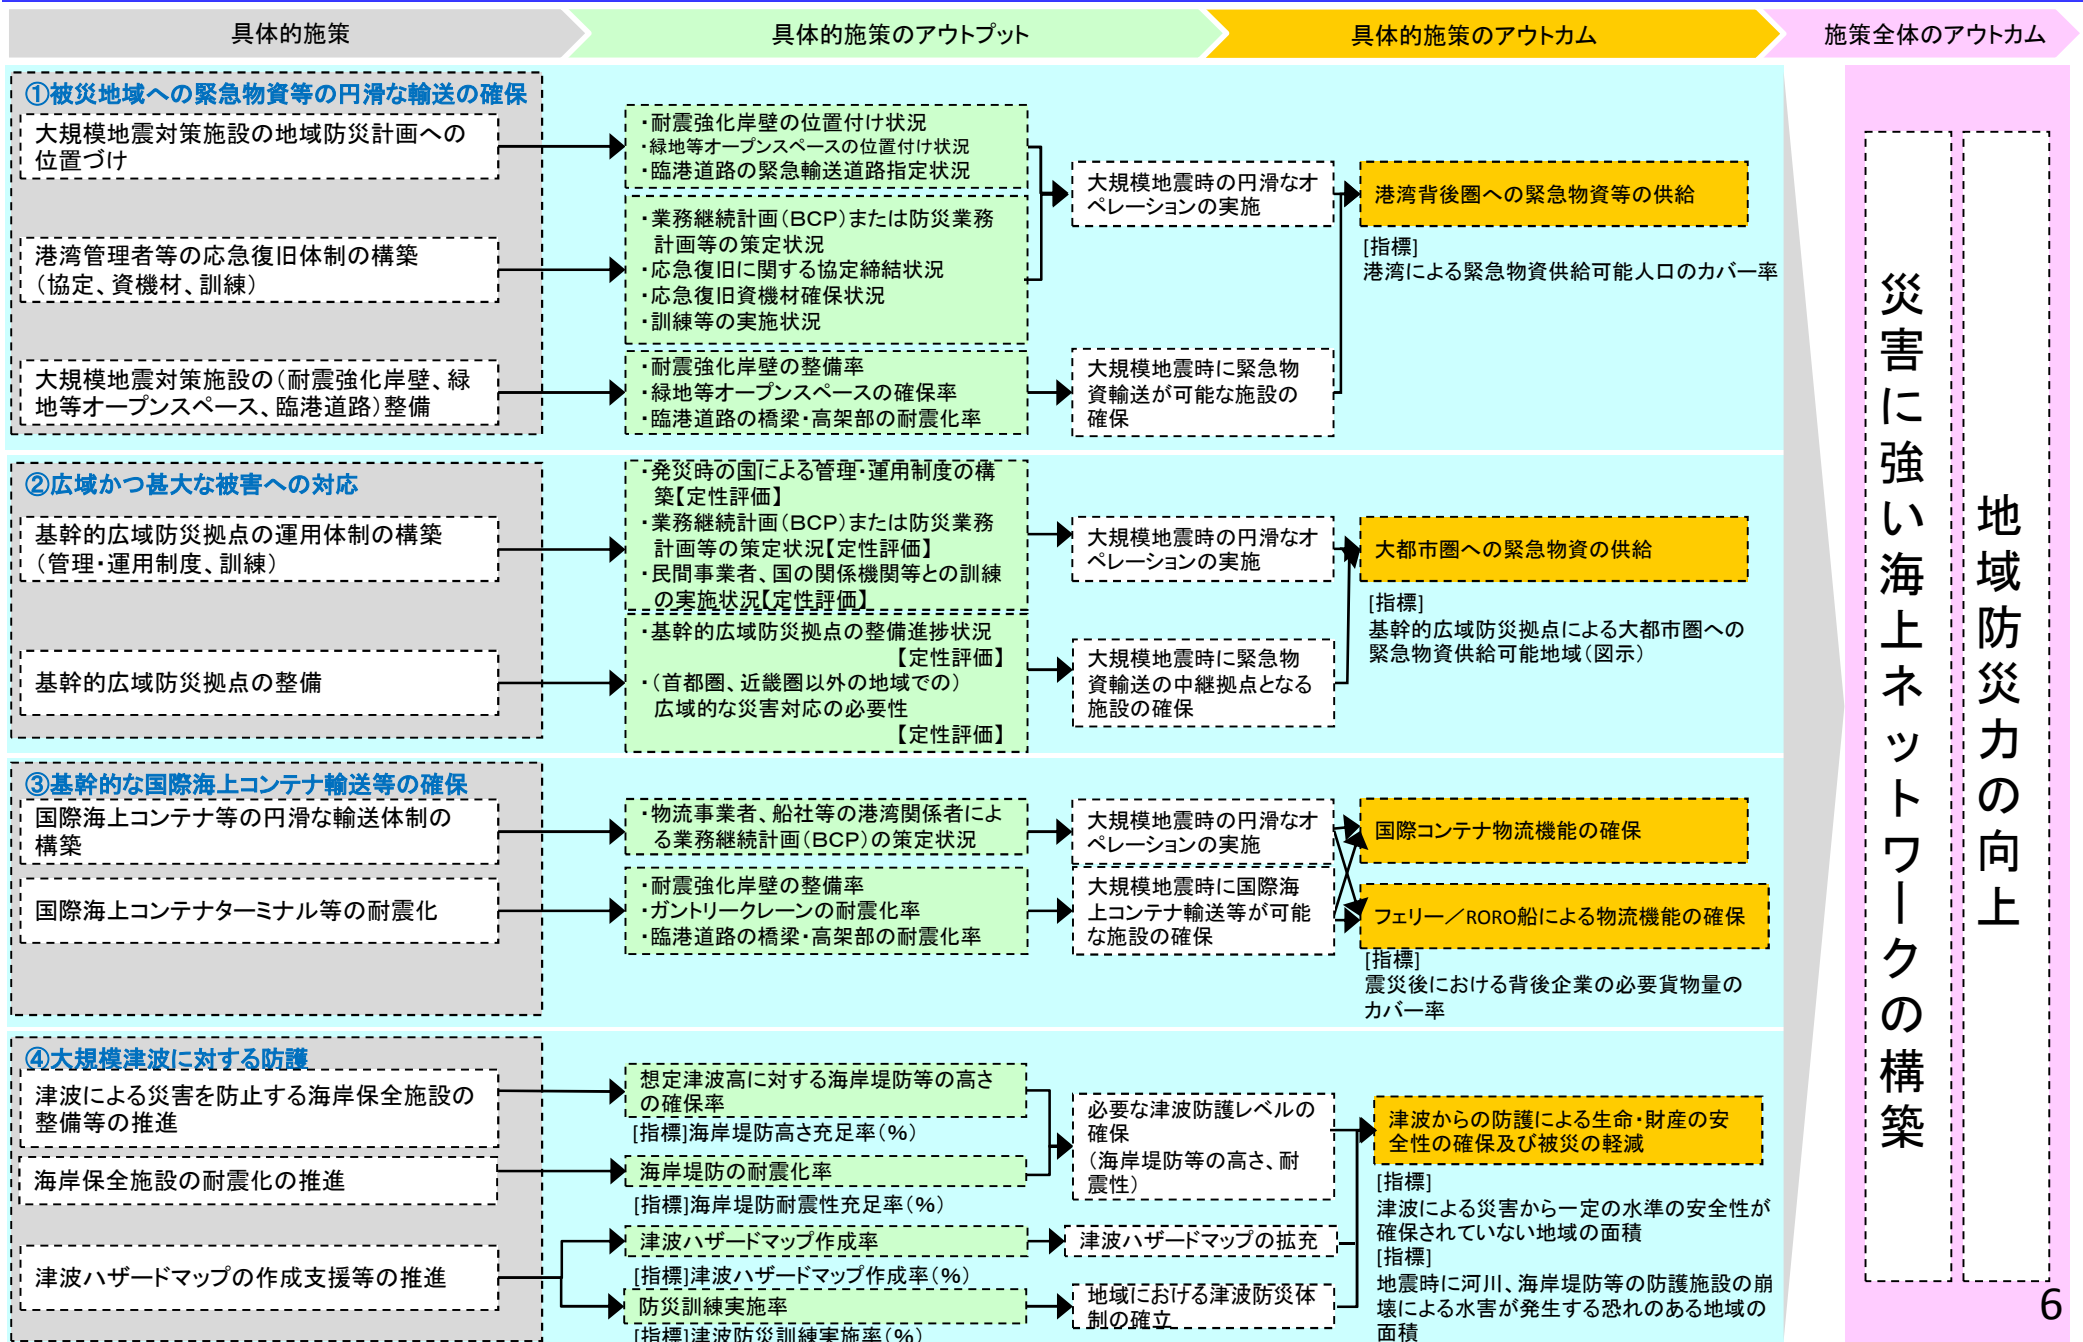 具体的施策
具体的施策のアウトプット
具体的施策のアウトカム
施策全体のアウトカム
①被災地域への緊急物資等の円滑な輸送の確保
大規模地震対策施設の地域防災計画への
位置づけ
港湾管理者等の応急復旧体制の構築
（協定、資機材、訓練）
大規模地震対策施設の（耐震強化岸壁、緑
地等オープンスペース、臨港道路）整備
・耐震強化岸壁の位置付け状況
・緑地等オープンスペースの位置付け状況
・臨港道路の緊急輸送道路指定状況
・業務継続計画（ＢＣＰ）または防災業務
計画等の策定状況
・応急復旧に関する協定締結状況
・応急復旧資機材確保状況
・訓練等の実施状況
・耐震強化岸壁の整備率
・緑地等オープンスペースの確保率
・臨港道路の橋梁・高架部の耐震化率
大規模地震時の円滑なオ
ペレーションの実施
大規模地震時に緊急物
資輸送が可能な施設の
確保
港湾背後圏への緊急物資等の供給
[指標]
港湾による緊急物資供給可能人口のカバー率
②広域かつ甚大な被害への対応
基幹的広域防災拠点の運用体制の構築
（管理・運用制度、訓練）
基幹的広域防災拠点の整備
・発災時の国による管理・運用制度の構
築【定性評価】
・業務継続計画（ＢＣＰ）または防災業務
計画等の策定状況【定性評価】
・民間事業者、国の関係機関等との訓練
の実施状況【定性評価】
・基幹的広域防災拠点の整備進捗状況
【定性評価】
・（首都圏、近畿圏以外の地域での）
広域的な災害対応の必要性
【定性評価】
大規模地震時の円滑なオ
ペレーションの実施
大規模地震時に緊急物
資輸送の中継拠点となる
施設の確保
大都市圏への緊急物資の供給
[指標]
基幹的広域防災拠点による大都市圏への
緊急物資供給可能地域（図示）
③基幹的な国際海上コンテナ輸送等の確保
国際海上コンテナ等の円滑な輸送体制の
構築
国際海上コンテナターミナル等の耐震化
・物流事業者、船社等の港湾関係者によ
る業務継続計画（ＢＣＰ）の策定状況
・耐震強化岸壁の整備率
・ガントリークレーンの耐震化率
・臨港道路の橋梁・高架部の耐震化率
大規模地震時の円滑なオ
ペレーションの実施
大規模地震時に国際海
上コンテナ輸送等が可能
な施設の確保
国際コンテナ物流機能の確保
フェリー／RORO船による物流機能の確保
[指標]
震災後における背後企業の必要貨物量の
カバー率
④大規模津波に対する防護
津波による災害を防止する海岸保全施設の
整備等の推進
海岸保全施設の耐震化の推進
津波ハザードマップの作成支援等の推進
想定津波高に対する海岸堤防等の高さ
の確保率
[指標]海岸堤防高さ充足率（％）
海岸堤防の耐震化率
[指標]海岸堤防耐震性充足率（％）
津波ハザードマップ作成率
[指標]津波ハザードマップ作成率（％）
防災訓練実施率
[指標]津波防災訓練実施率（％）
必要な津波防護レベルの
確保
（海岸堤防等の高さ、耐
震性）
津波ハザードマップの拡充
地域における津波防災体
制の確立
津波からの防護による生命・財産の安
全性の確保及び被災の軽減
[指標]
津波による災害から一定の水準の安全性が
確保されていない地域の面積
[指標]
地震時に河川、海岸堤防等の防護施設の崩
壊による水害が発生する恐れのある地域の
面積
地域防災力の向上
災害に強い海上ネットワークの構築
6